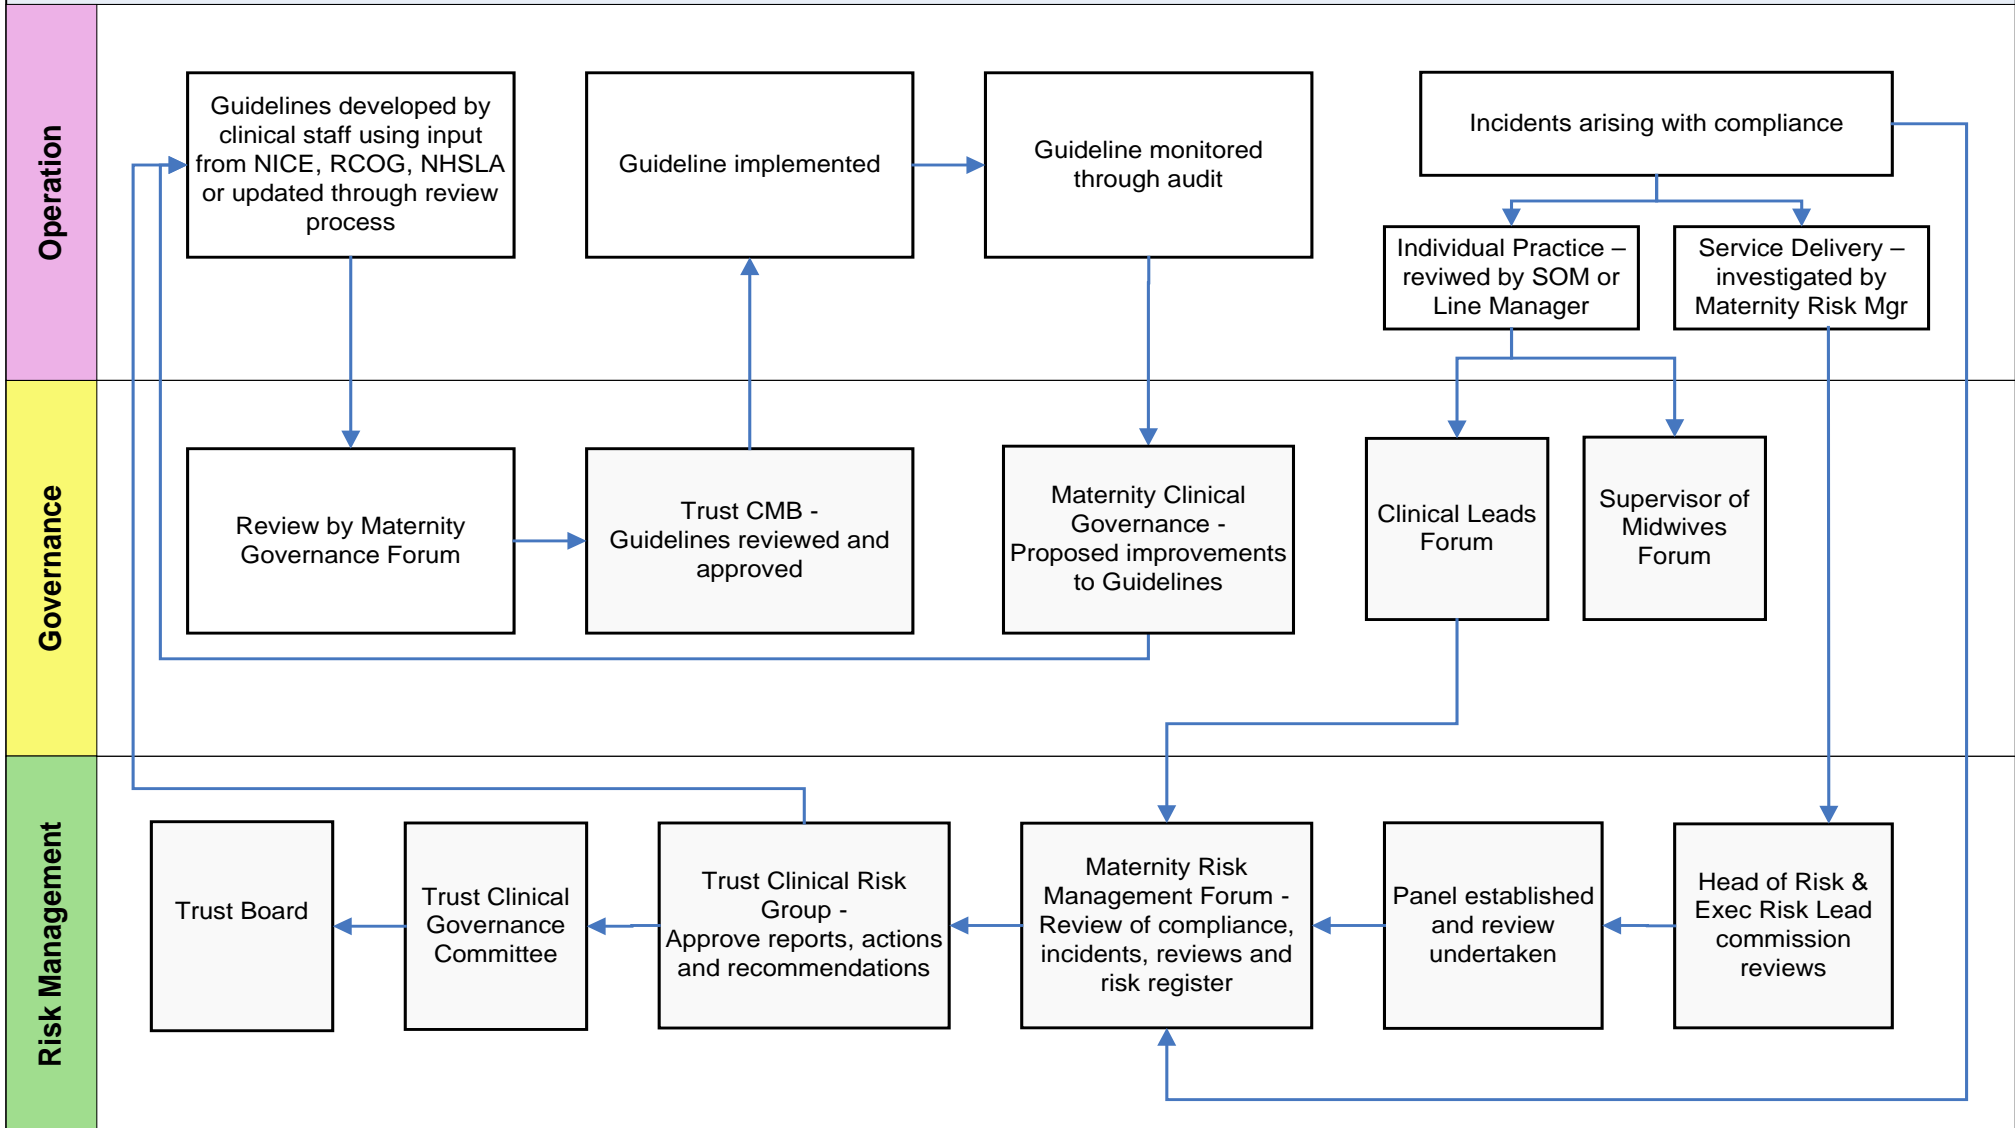 Operation
Guidelines developed by
clinical staff using input
from NICE, RCOG, NHSLA
or updated through review
process
Guideline implemented
Guideline monitored
through audit
Incidents arising with compliance
Individual Practice –
reviwed by SOM or
Line Manager
Service Delivery –
investigated by
Maternity Risk Mgr
Governance
Review by Maternity
Governance Forum
Trust CMB -
Guidelines reviewed and
approved
Maternity Clinical
Governance -
Proposed improvements
to Guidelines
Clinical Leads
Forum
Supervisor of
Midwives
Forum
Risk Management
Trust Board
Trust Clinical
Governance
Committee
Trust Clinical Risk
Group -
Approve reports, actions
and recommendations
Maternity Risk
Management Forum -
Review of compliance,
incidents, reviews and
risk register
Panel established
and review
undertaken
Head of Risk &
Exec Risk Lead
commission
reviews